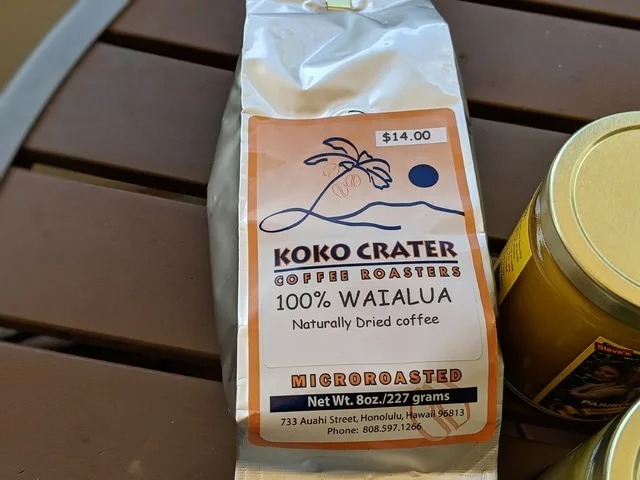 $14.00
KOKO CRATER
COFFEE ROASTERS
100% WAIALUA
Naturally Dried coffee
MICROROASTED
Net Wt. 8oz./227 grams
733 Auahi Street, Honolulu, Hawaii 96813
Phone: 808.597.1266
Steve's